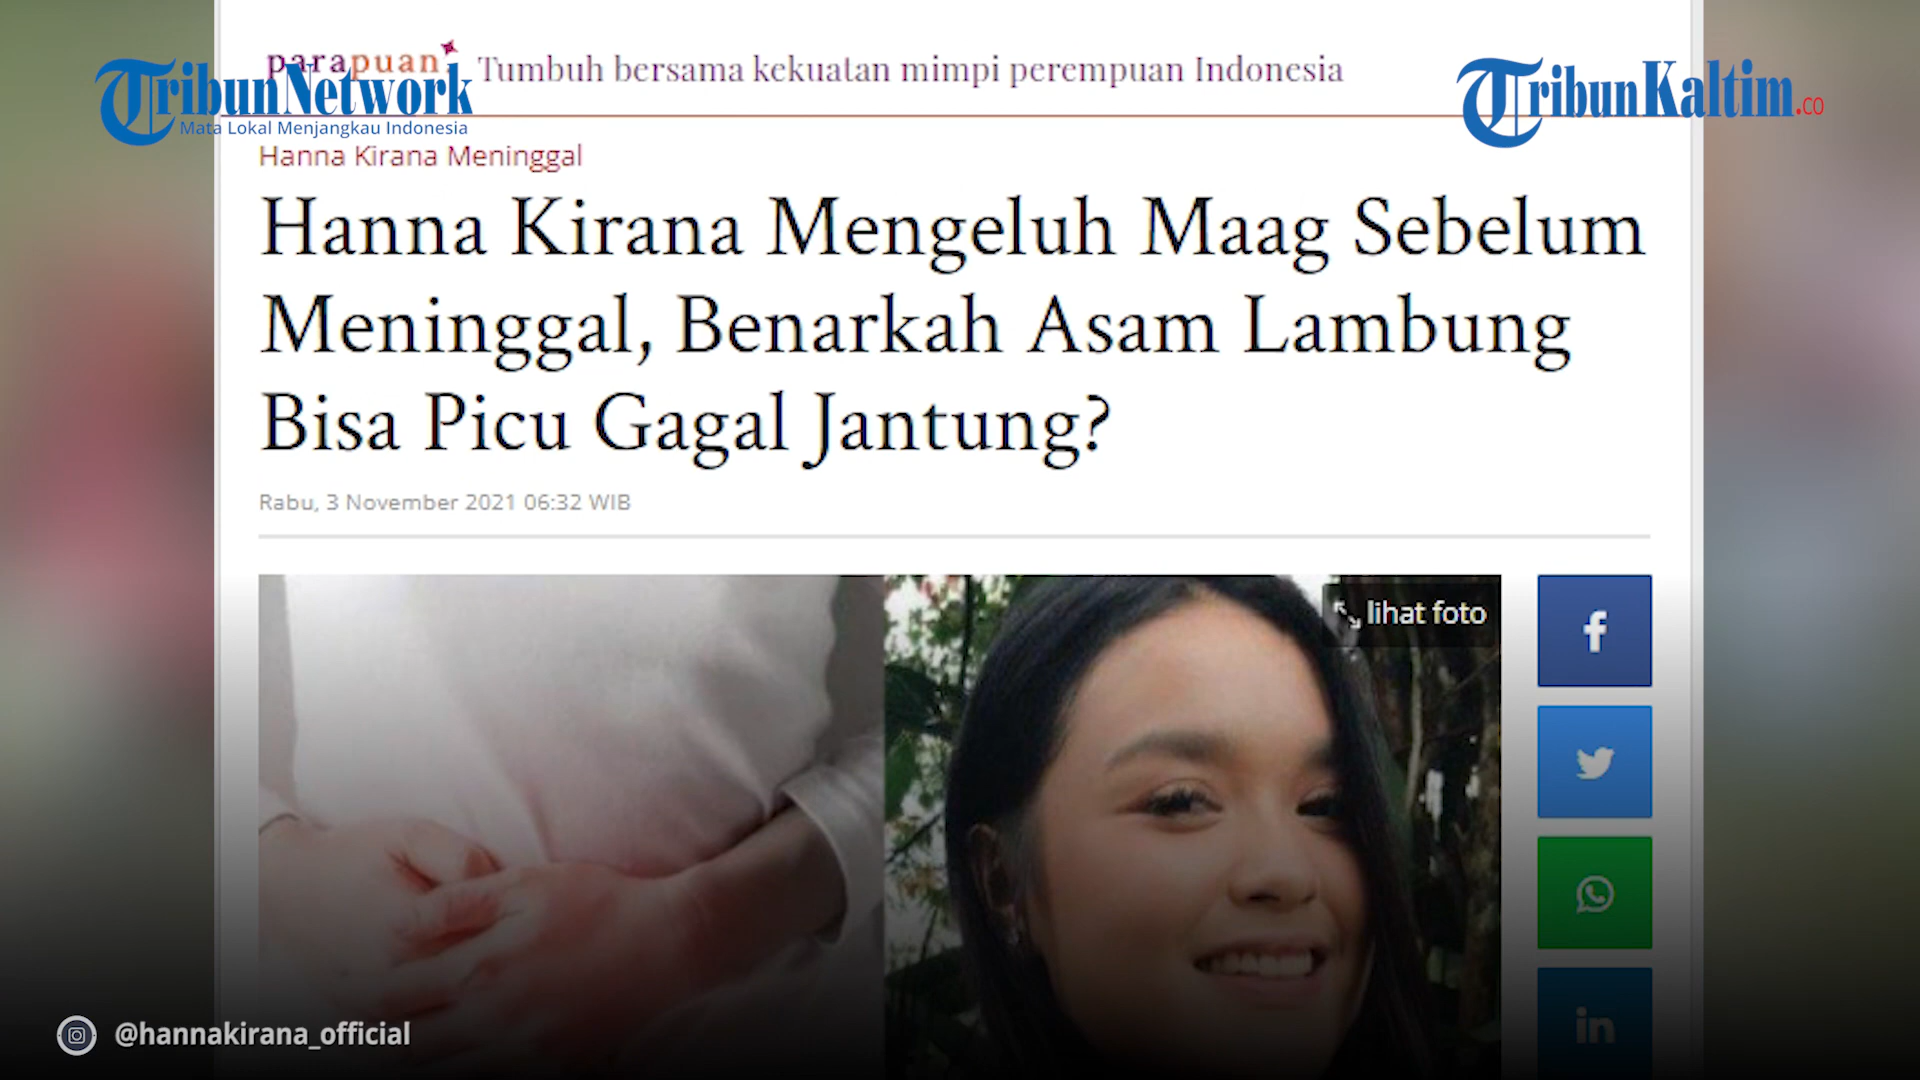 parapuan
Tumbuh bersama kekuatan mimpi perempuan Indonesia
TribunNetwork
Mata Lokal Menjangkau Indonesia
TribunKaltim.co
Hanna Kirana Meninggal
Hanna Kirana Mengeluh Maag Sebelum
Meninggal, Benarkah Asam Lambung
Bisa Picu Gagal Jantung?
Rabu, 3 November 2021 06:32 WIB
lihat foto
f
in
@hannakirana_official